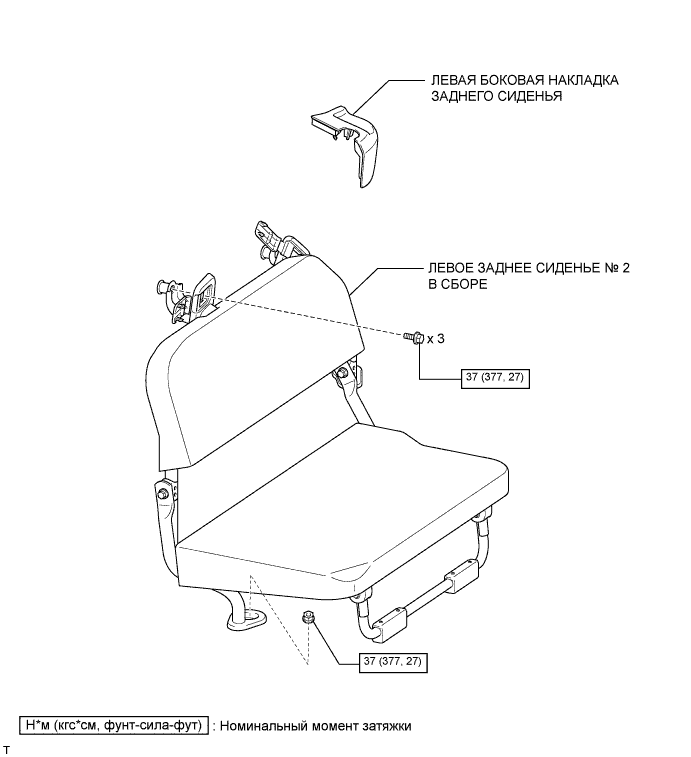 ЛЕВАЯ БОКОВАЯ НАКЛАДКА
ЗАДНЕГО СИДЕНЬЯ
ЛЕВОЕ ЗАДНЕЕ СИДЕНЬЕ № 2
В СБОРЕ
x 3
37 (377, 27)
37 (377, 27)
Н*м (кгс*см, фунт-сила-фут) : Номинальный момент затяжки
T